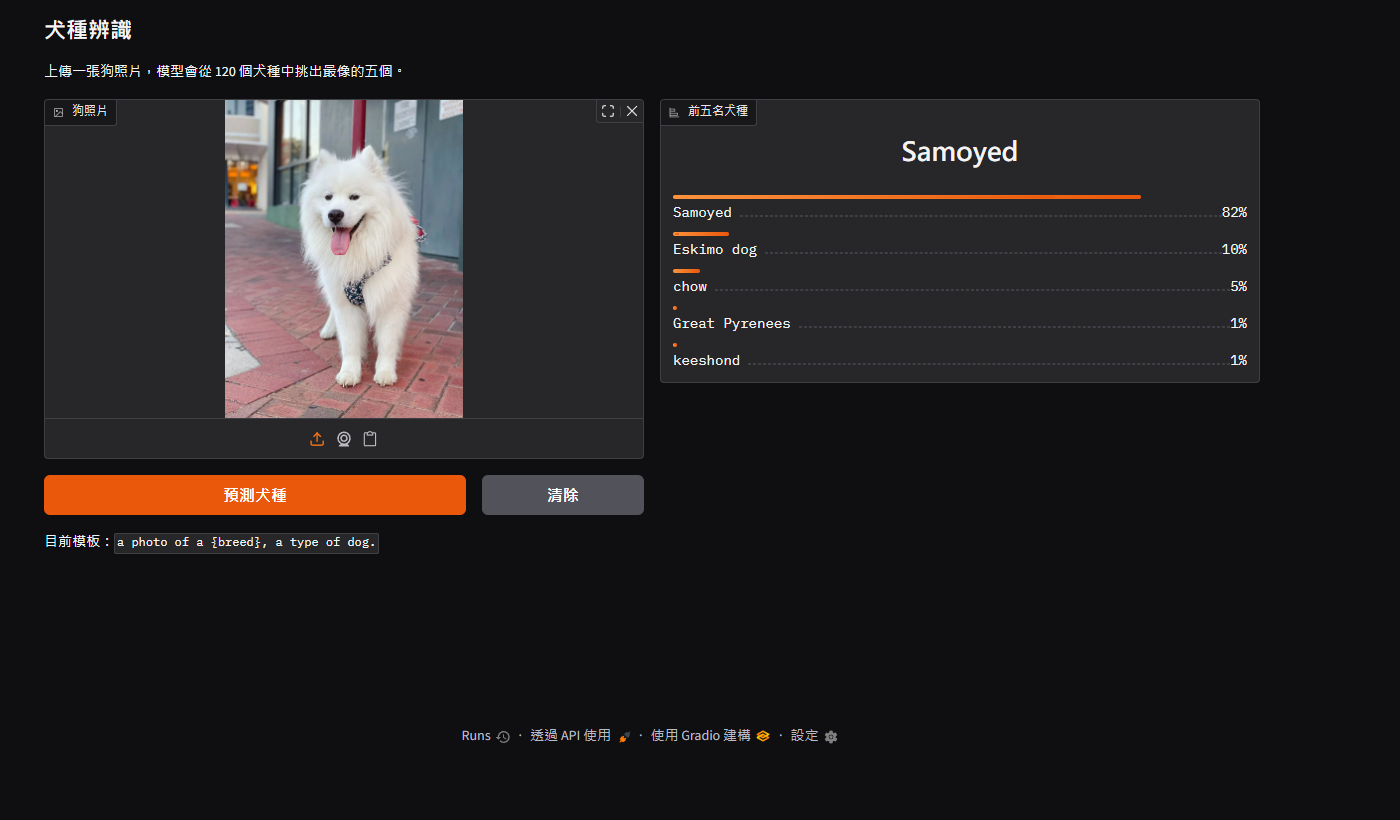 犬種辨識
上傳一張狗照片，模型會從 120 個犬種中挑出最像的五個。
狗照片
前五名犬種
Samoyed
Samoyed 82%
Eskimo dog 10%
chow 5%
Great Pyrenees 1%
keeshond 1%
預測犬種
清除
目前模板：a photo of a {breed}, a type of dog.
Runs · 透過 API 使用 · 使用 Gradio 建構 · 設定